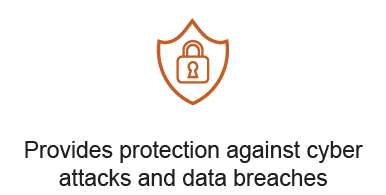 Provides protection against cyber
attacks and data breaches